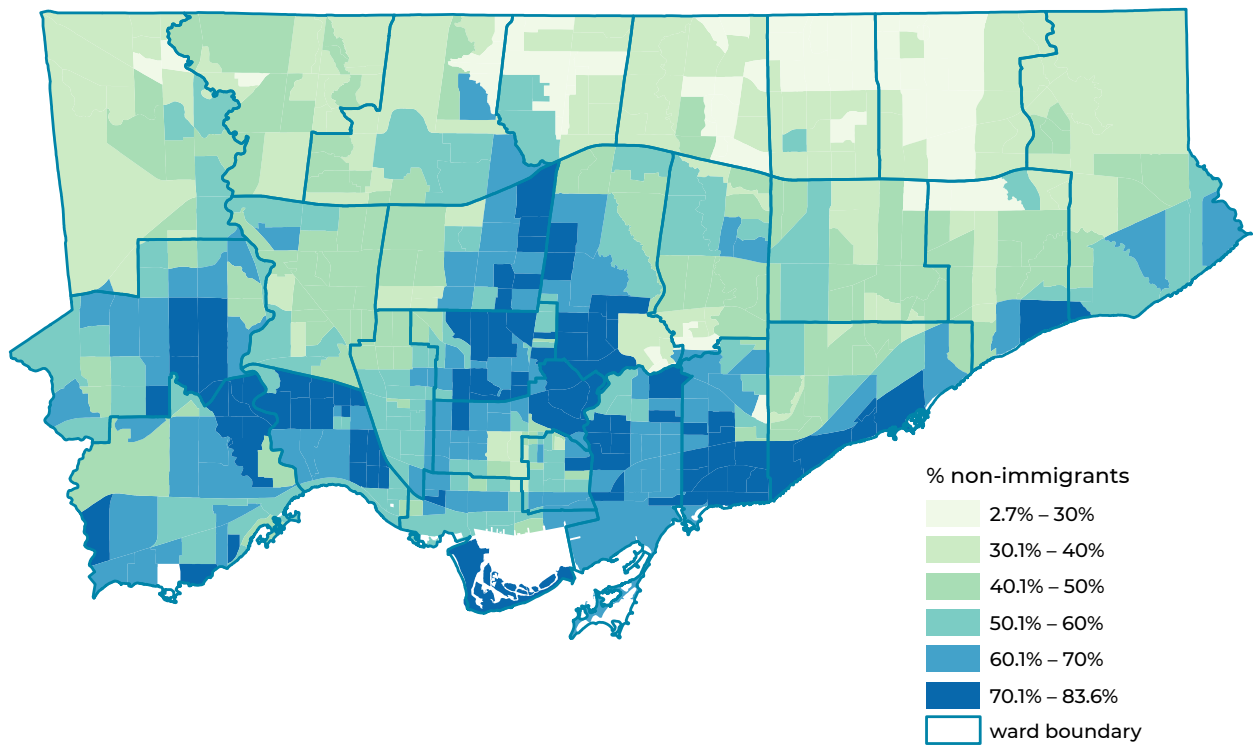 % non-immigrants
2.7% – 30%
30.1% – 40%
40.1% – 50%
50.1% – 60%
60.1% – 70%
70.1% – 83.6%
ward boundary